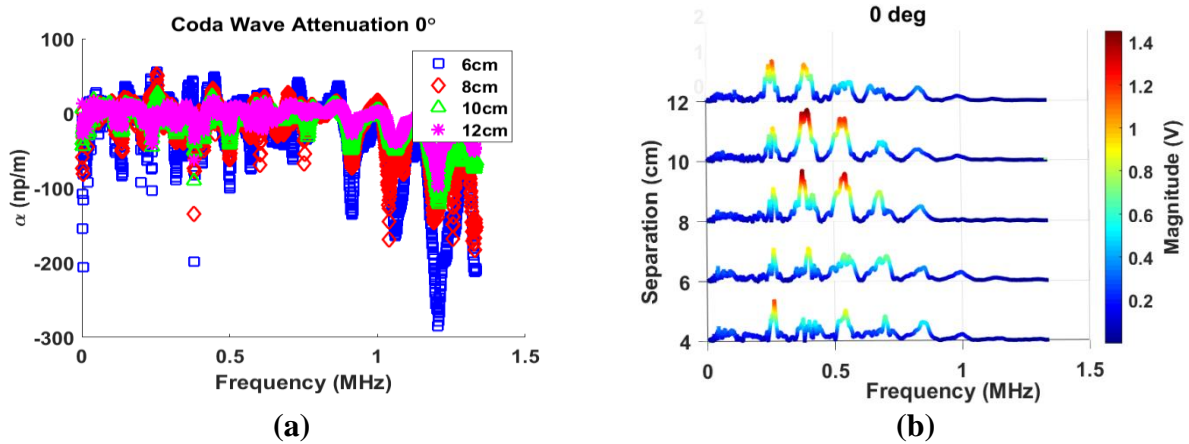 Coda Wave Attenuation 0°
100
0
-100
-200
-300
α (np/m)
0 0.5 1 1.5
Frequency (MHz)
6cm
8cm
10cm
12cm
(a)
0 deg
2
0
12
10
8
6
4
Separation (cm)
0 0.5 1 1.5
Frequency (MHz)
1.4
1.2
1
0.8
0.6
0.4
0.2
Magnitude (V)
(b)